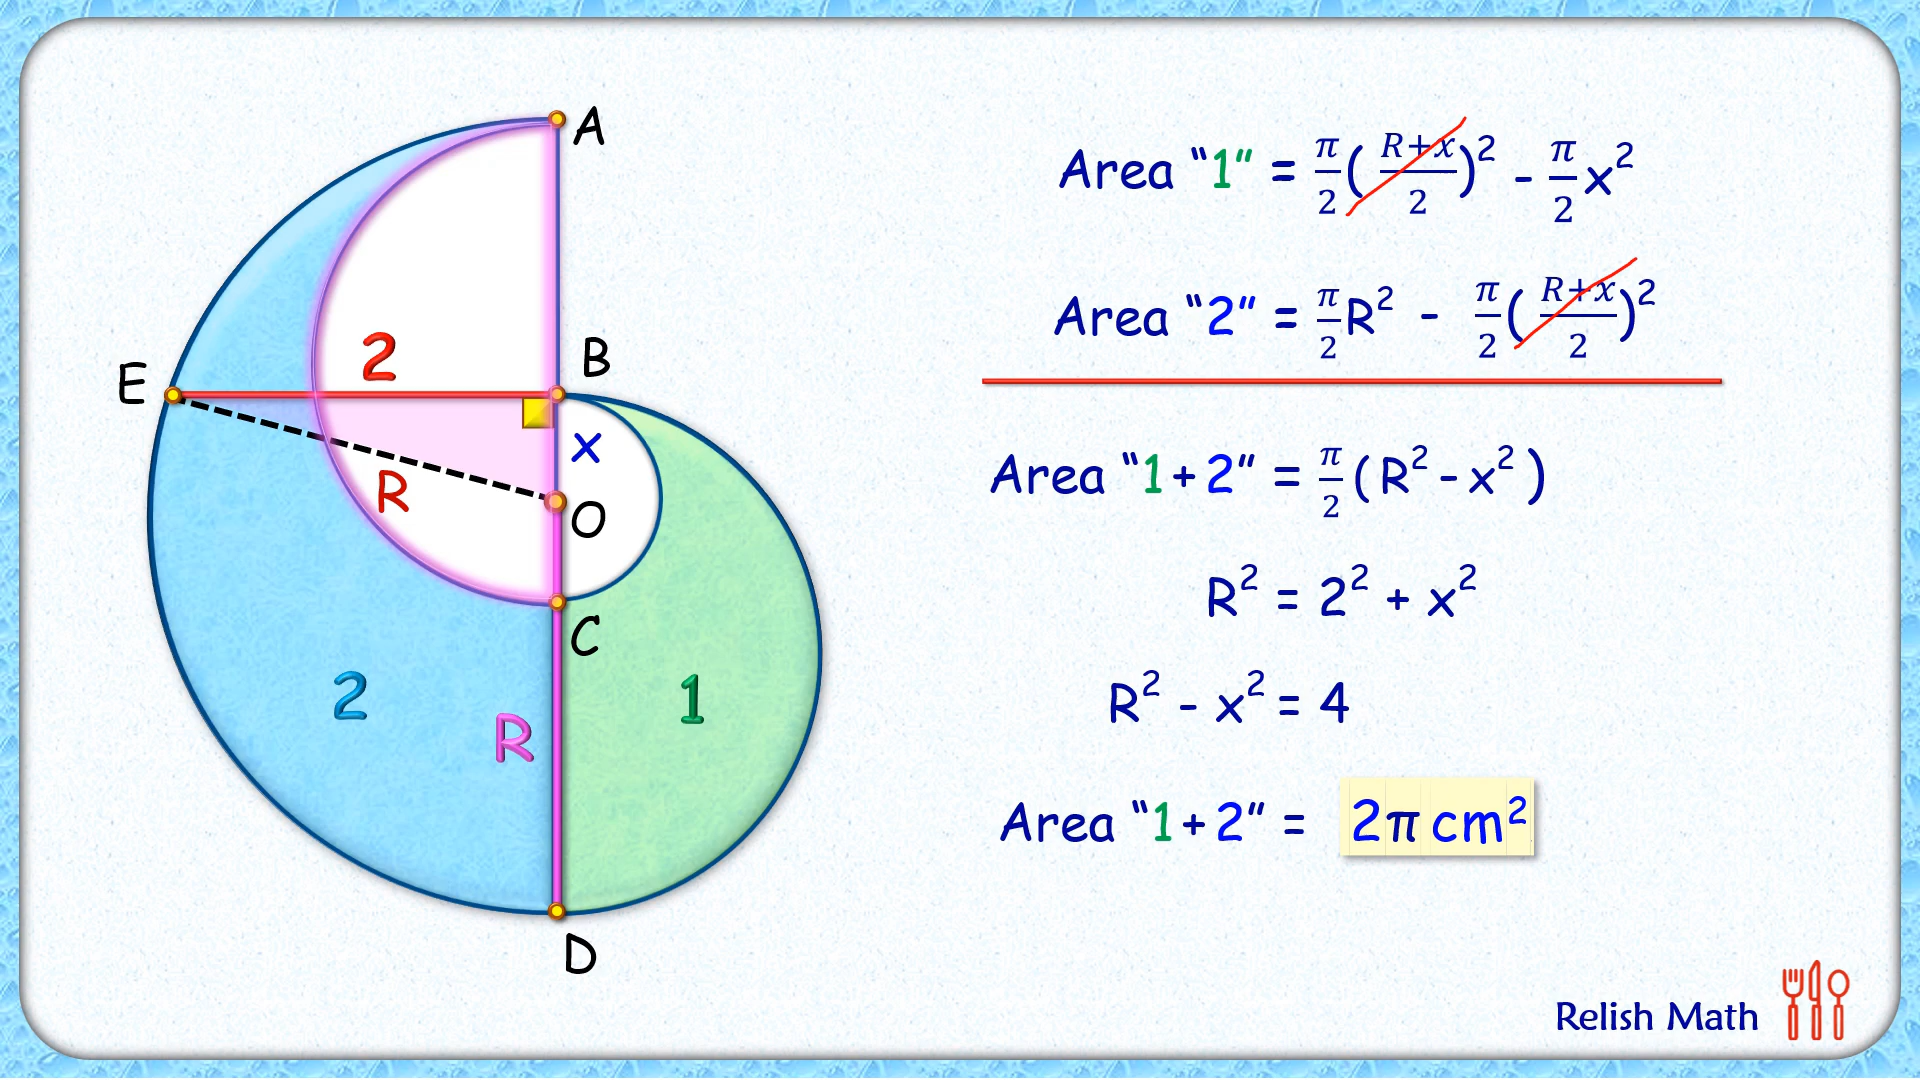 A
Area “1” = π/2 ( (R+x)/2 )² - π/2 x²
Area “2” = π/2 R² - π/2 ( (R+x)/2 )²
2
B
E
x
Area “1+2” = π/2 ( R² - x² )
R
O
R² = 2² + x²
C
2
1
R
R² - x² = 4
Area “1+2” = 2π cm²
D
Relish Math